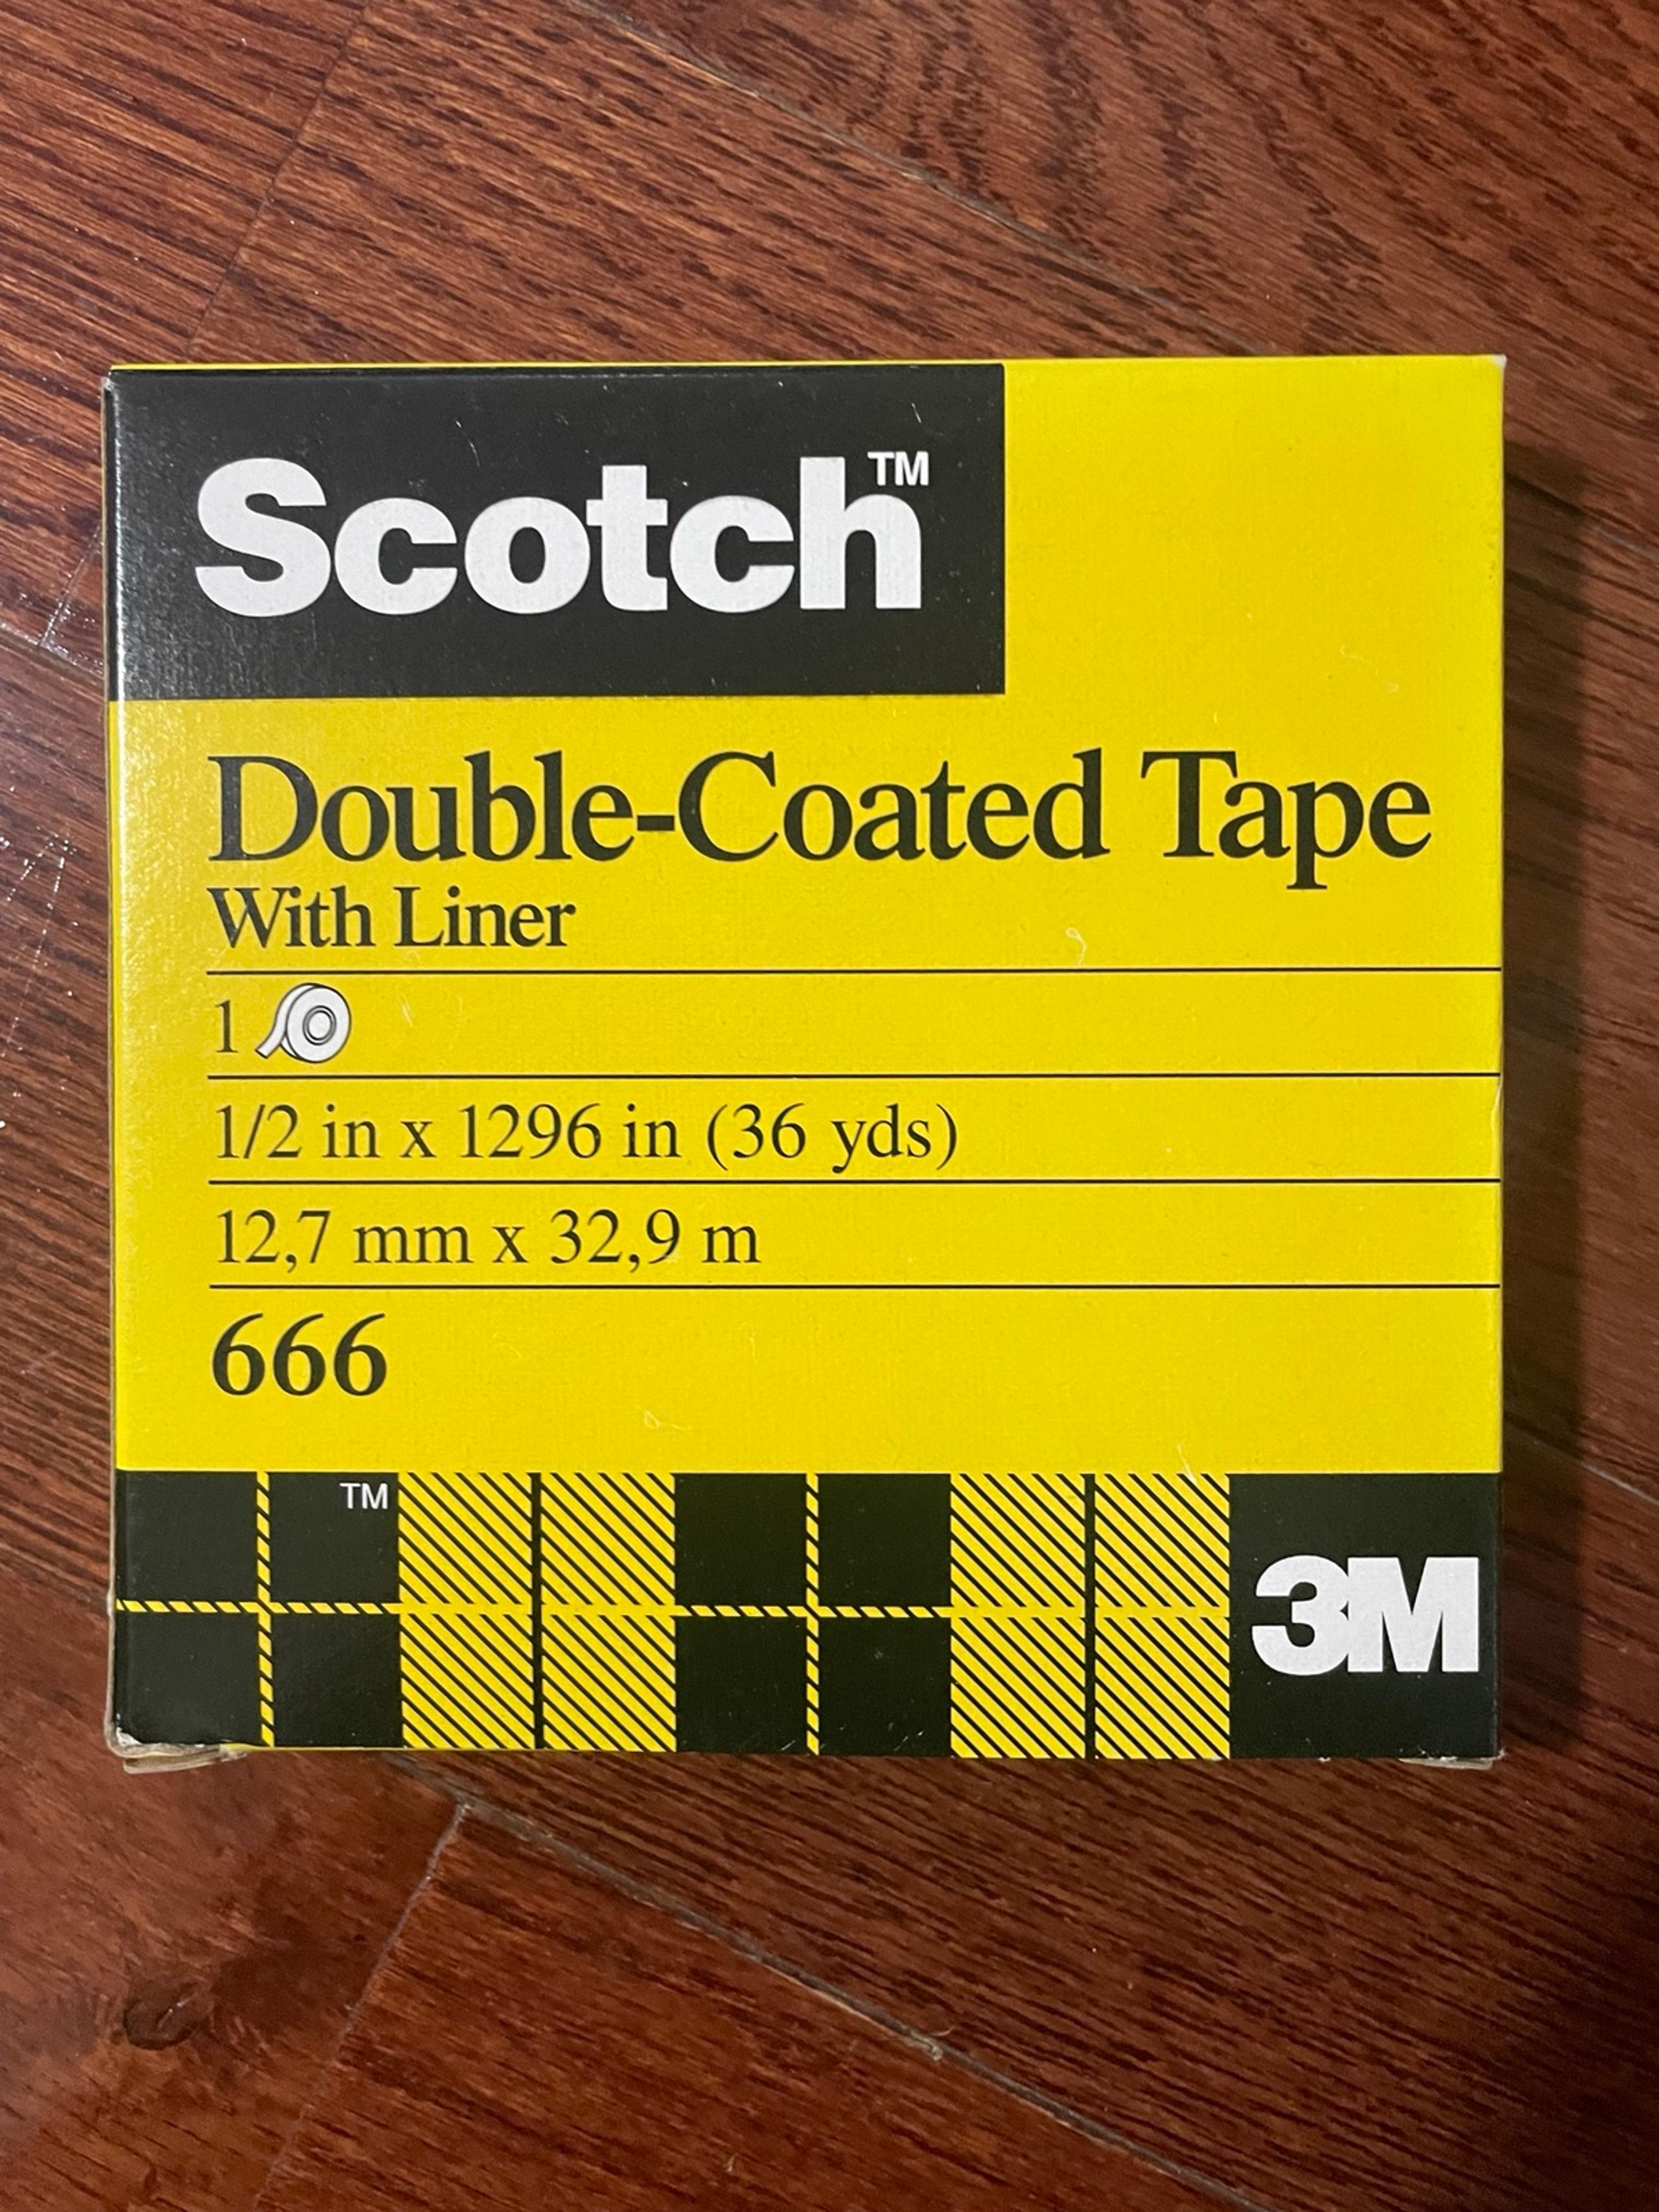 Scotch™
Double-Coated Tape
With Liner
1
1/2 in x 1296 in (36 yds)
12,7 mm x 32,9 m
666
TM
3M